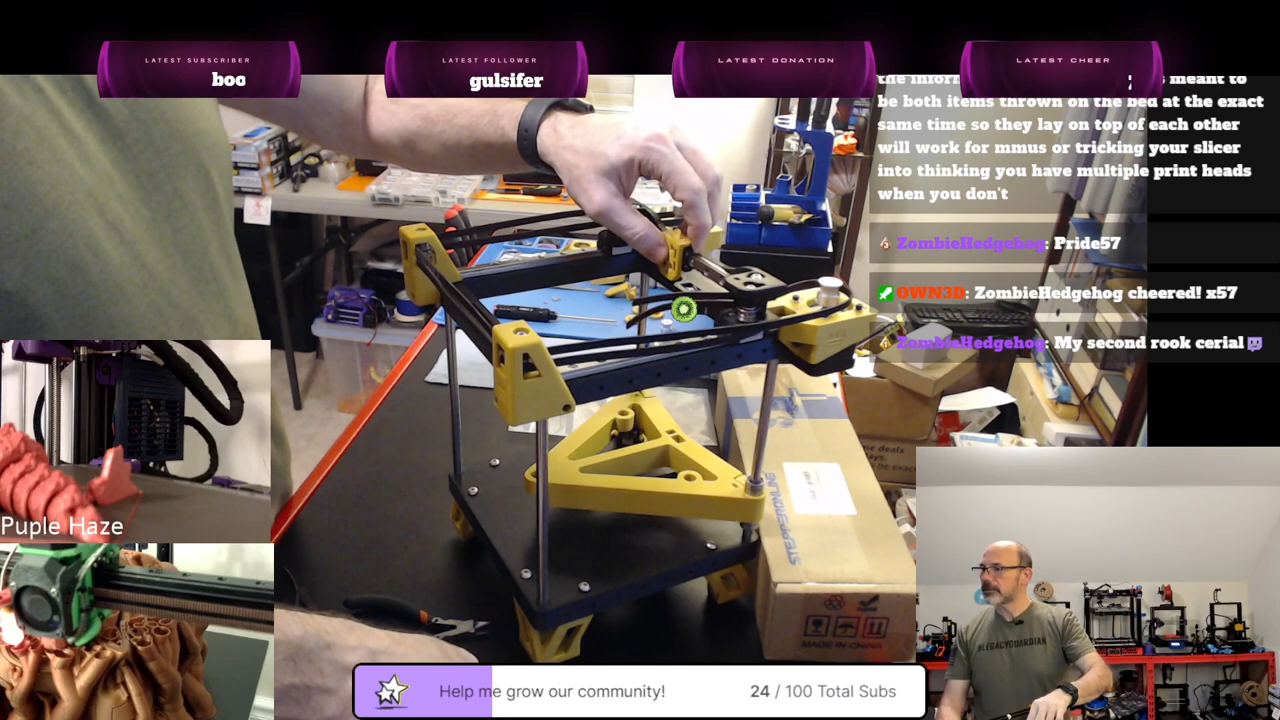 LATEST SUBSCRIBER
boo
LATEST FOLLOWER
gulsifer
LATEST DONATION
LATEST CHEER
meant to
be both items thrown on the bed at the exact
same time so they lay on top of each other
will work for mmus or tricking your slicer
into thinking you have multiple print heads
when you don't
ZombieHedgehog: Pride57
OWN3D: ZombieHedgehog cheered! x57
ZombieHedgehog: My second rook cerial
STEPPERONLINE
MADE IN CHINA
Puple Haze
#LEGACYGUARDIAN
Help me grow our community!
24 / 100 Total Subs